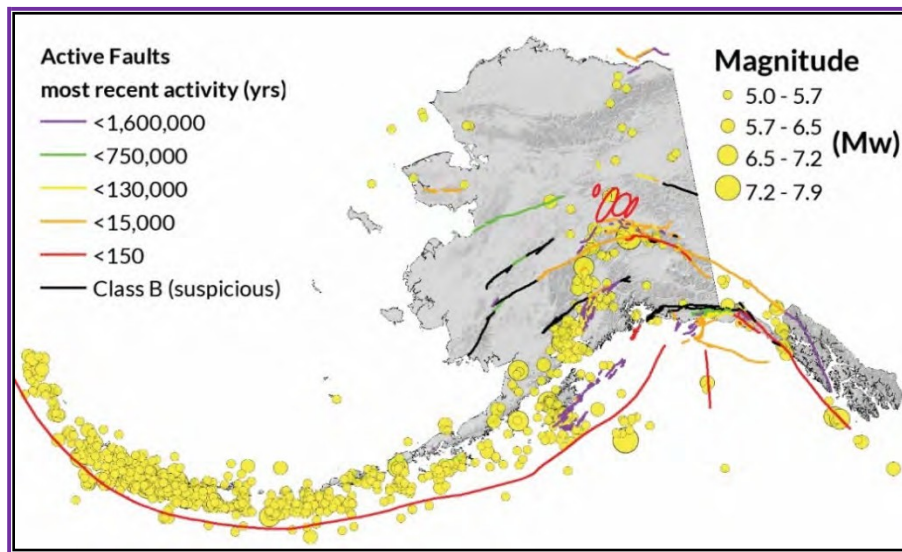 Active Faults
most recent activity (yrs)
<1,600,000
<750,000
<130,000
<15,000
<150
Class B (suspicious)
Magnitude
5.0 - 5.7
5.7 - 6.5
6.5 - 7.2
7.2 - 7.9
(Mw)